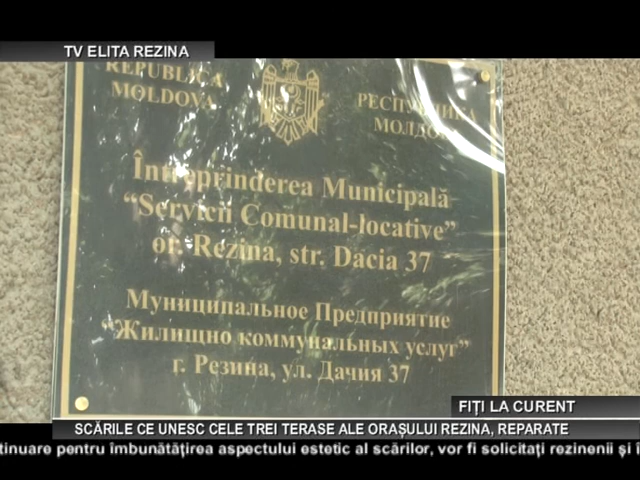 TV ELITA REZINA
REPUBLICA
MOLDOVA
РЕСПУБЛИКА
МОЛДОВА
Întreprinderea Municipală
“Servicii Comunal-locative”
or. Rezina, str. Dacia 37
Муниципальное Предприятие
“Жилищно коммунальных услуг”
г. Резина, ул. Дачия 37
FIȚI LA CURENT
SCĂRILE CE UNESC CELE TREI TERASE ALE ORAȘULUI REZINA, REPARATE
tinuare pentru îmbunătățirea aspectului estetic al scărilor, vor fi solicitați rezinenii și î